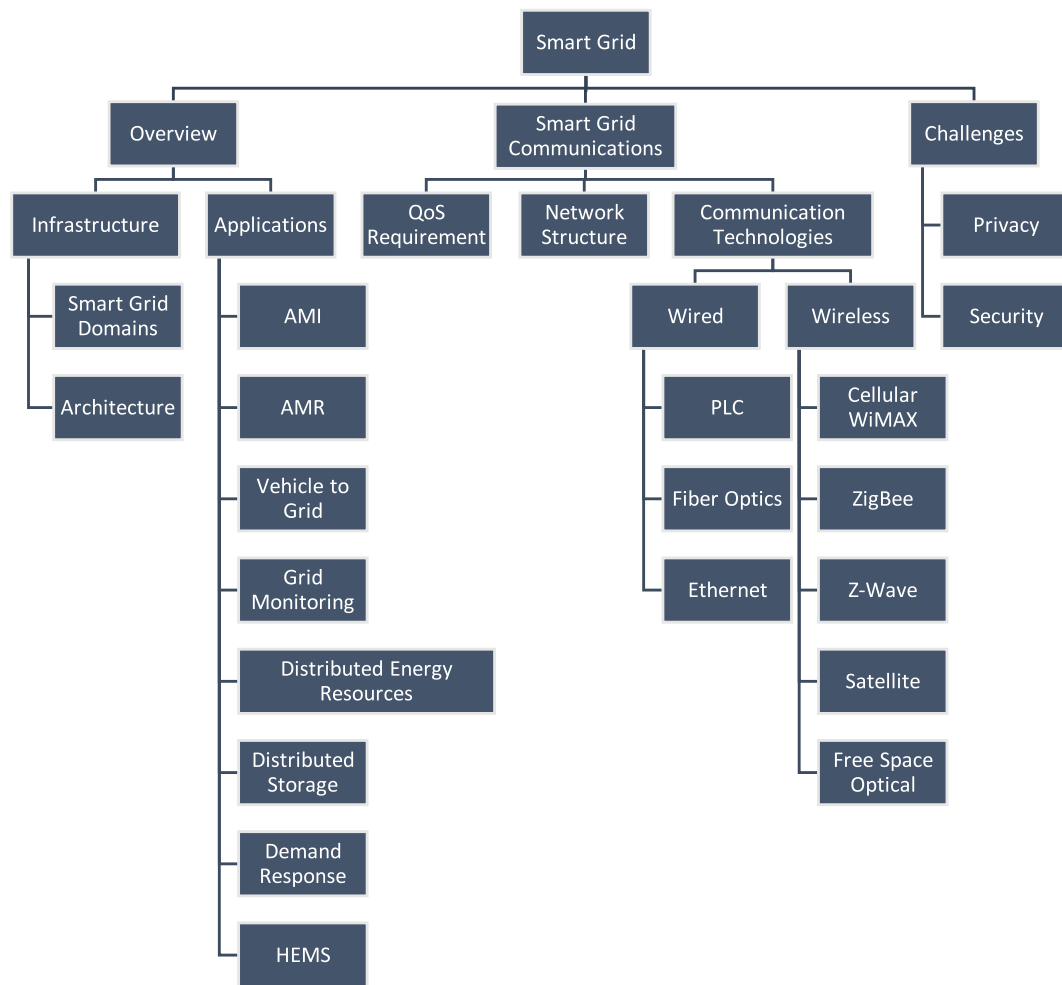 Smart Grid
Overview
Smart Grid
Communications
Challenges
Infrastructure
Applications
QoS
Requirement
Network
Structure
Communication
Technologies
Privacy
Smart Grid
Domains
AMI
Wired
Wireless
Security
Architecture
AMR
PLC
Cellular
WiMAX
Vehicle to
Grid
Fiber Optics
ZigBee
Grid
Monitoring
Ethernet
Z-Wave
Distributed Energy
Resources
Satellite
Distributed
Storage
Free Space
Optical
Demand
Response
HEMS